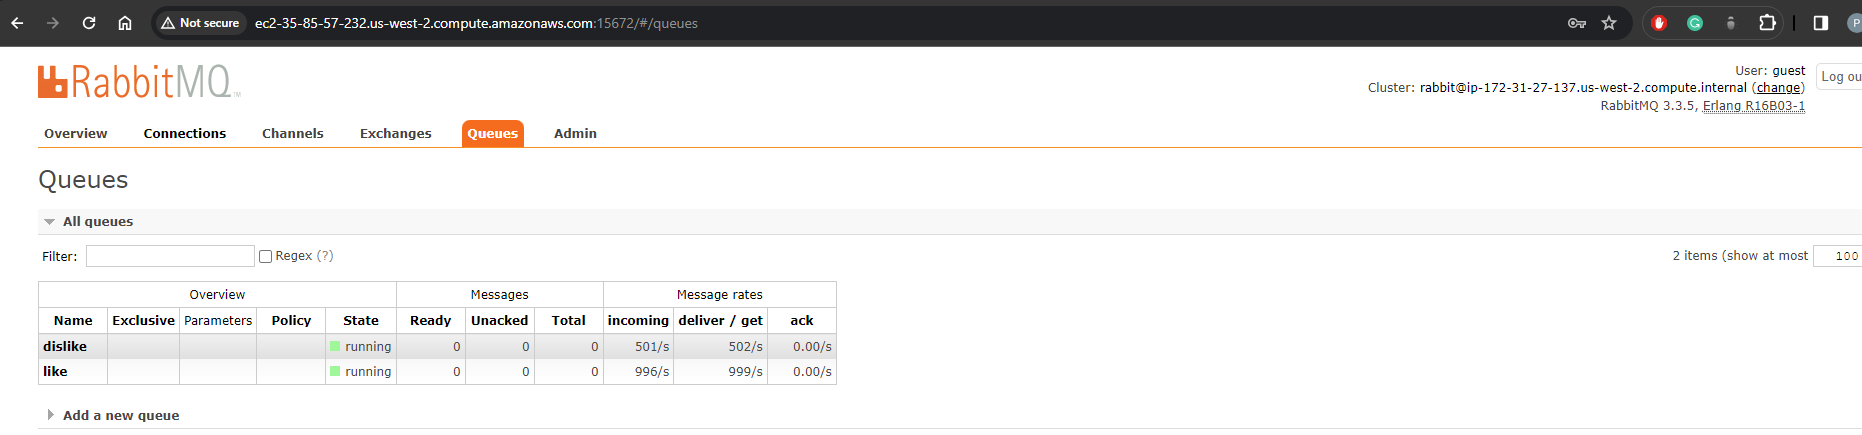 Not secure ec2-35-85-57-232.us-west-2.compute.amazonaws.com:15672/#/queues P
RabbitMQ TM
User: guest
Log ou
Cluster: rabbit@ip-172-31-27-137.us-west-2.compute.internal (change)
RabbitMQ 3.3.5, Erlang R16B03-1
Overview Connections Channels Exchanges Queues Admin
Queues
All queues
Filter: Regex (?) 2 items (show at most 100
Overview Messages Message rates
Name Exclusive Parameters Policy State Ready Unacked Total incoming deliver / get ack
dislike running 0 0 0 501/s 502/s 0.00/s
like running 0 0 0 996/s 999/s 0.00/s
Add a new queue